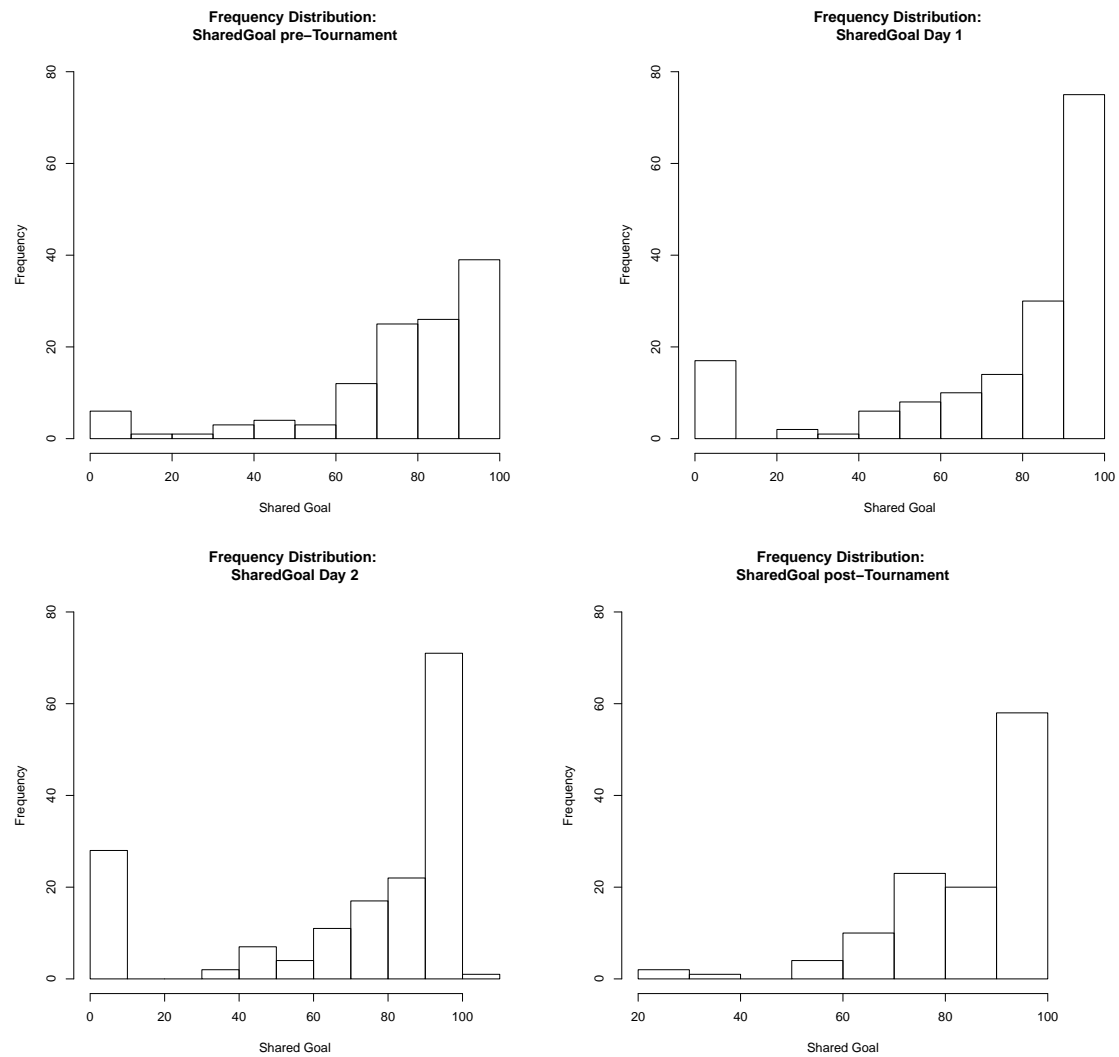 Frequency Distribution:
SharedGoal pre−Tournament
80
60
40
20
0
Frequency
0 20 40 60 80 100
Shared Goal
Frequency Distribution:
SharedGoal Day 1
80
60
40
20
0
Frequency
0 20 40 60 80 100
Shared Goal
Frequency Distribution:
SharedGoal Day 2
80
60
40
20
0
Frequency
0 20 40 60 80 100
Shared Goal
Frequency Distribution:
SharedGoal post−Tournament
80
60
40
20
0
Frequency
20 40 60 80 100
Shared Goal